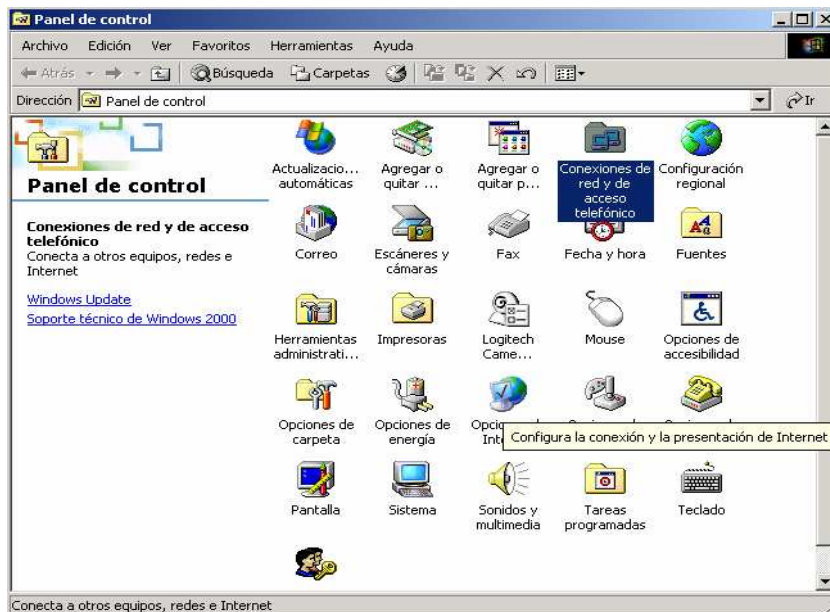 Panel de control
Archivo Edición Ver Favoritos Herramientas Ayuda
Atrás Búsqueda Carpetas
Dirección Panel de control Ir
Panel de control
Conexiones de red y de acceso
telefónico
Conecta a otros equipos, redes e
Internet
Windows Update
Soporte técnico de Windows 2000
Actualizacio...
automáticas
Agregar o
quitar ...
Agregar o
quitar p...
Conexiones de
red y de
acceso
telefónico
Configuración
regional
Correo
Escáneres y
cámaras
Fax
Fecha y hora
Fuentes
Herramientas
administrati...
Impresoras
Logitech
Came...
Mouse
Opciones de
accesibilidad
Opciones de
carpeta
Opciones de
energía
Configura la conexión y la presentación de Internet
Pantalla
Sistema
Sonidos y
multimedia
Tareas
programadas
Teclado
Conecta a otros equipos, redes e Internet